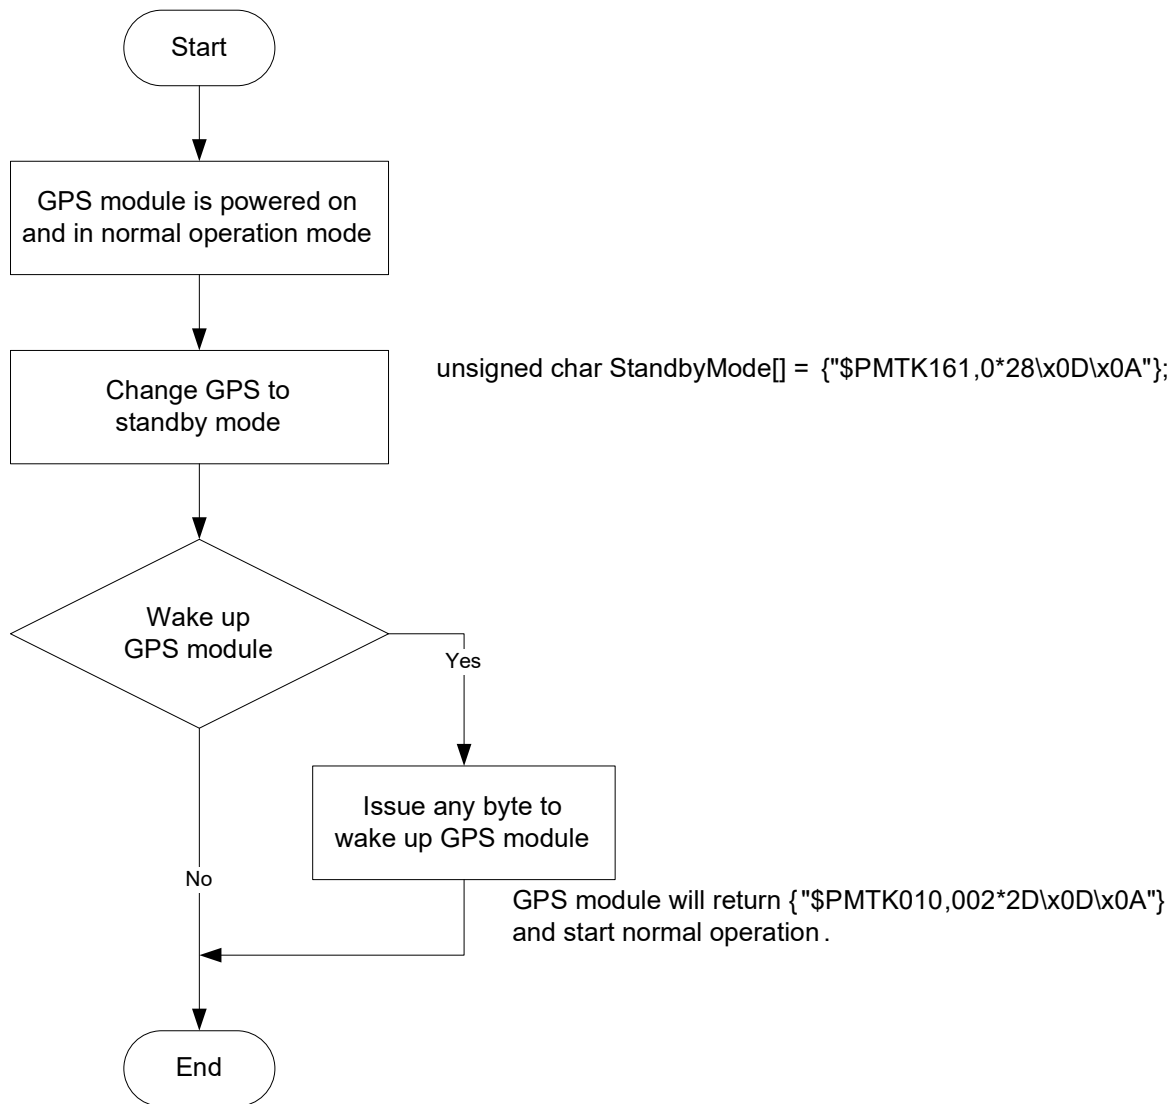 Start
GPS module is powered on
and in normal operation mode
Change GPS to
standby mode
unsigned char StandbyMode[] = {"$PMTK161,0*28\x0D\x0A"};
Wake up
GPS module
Yes
Issue any byte to
wake up GPS module
No
GPS module will return {"$PMTK010,002*2D\x0D\x0A"}
and start normal operation.
End